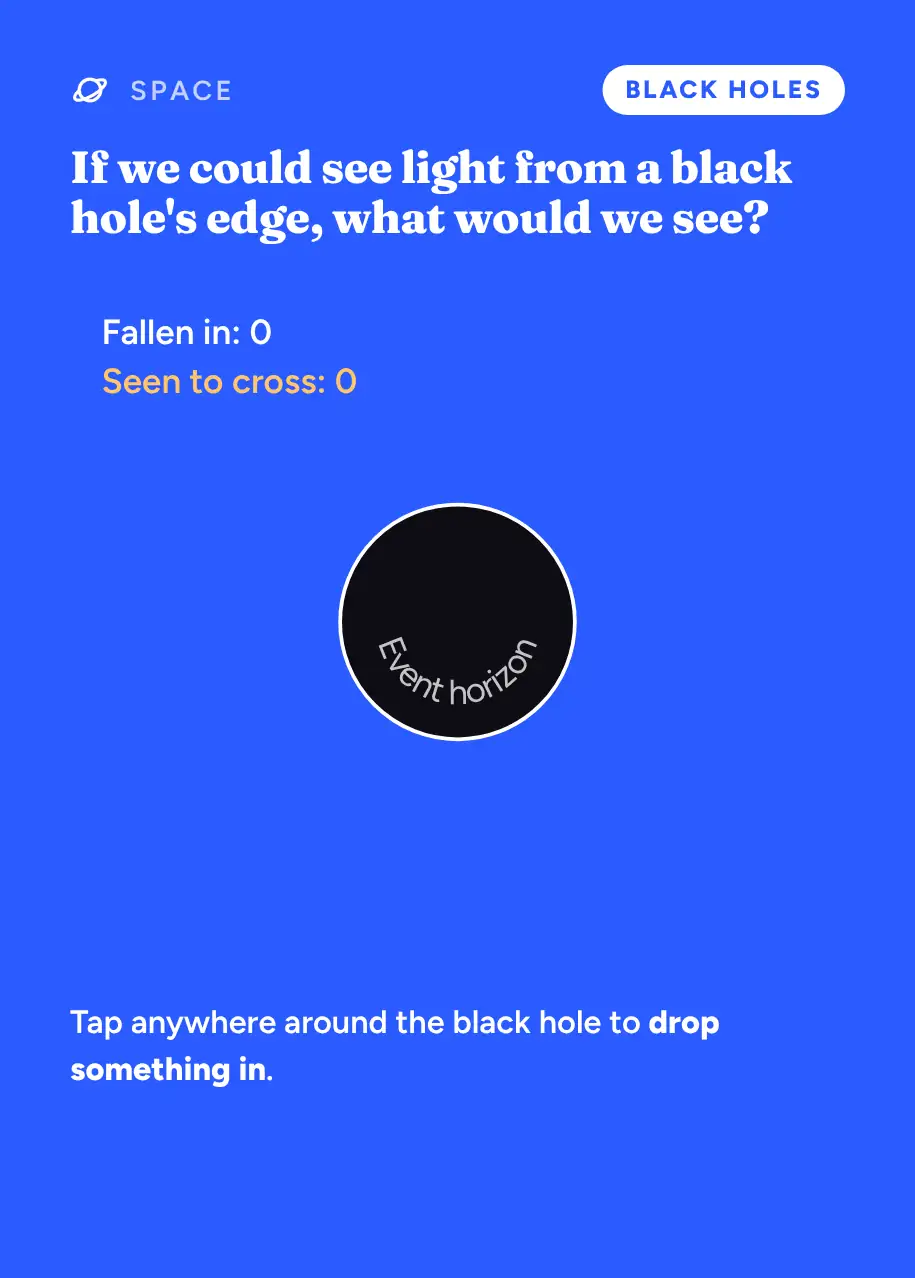 SPACE
BLACK HOLES
If we could see light from a black
hole's edge, what would we see?
Fallen in: 0
Seen to cross: 0
Event horizon
Tap anywhere around the black hole to drop
something in.